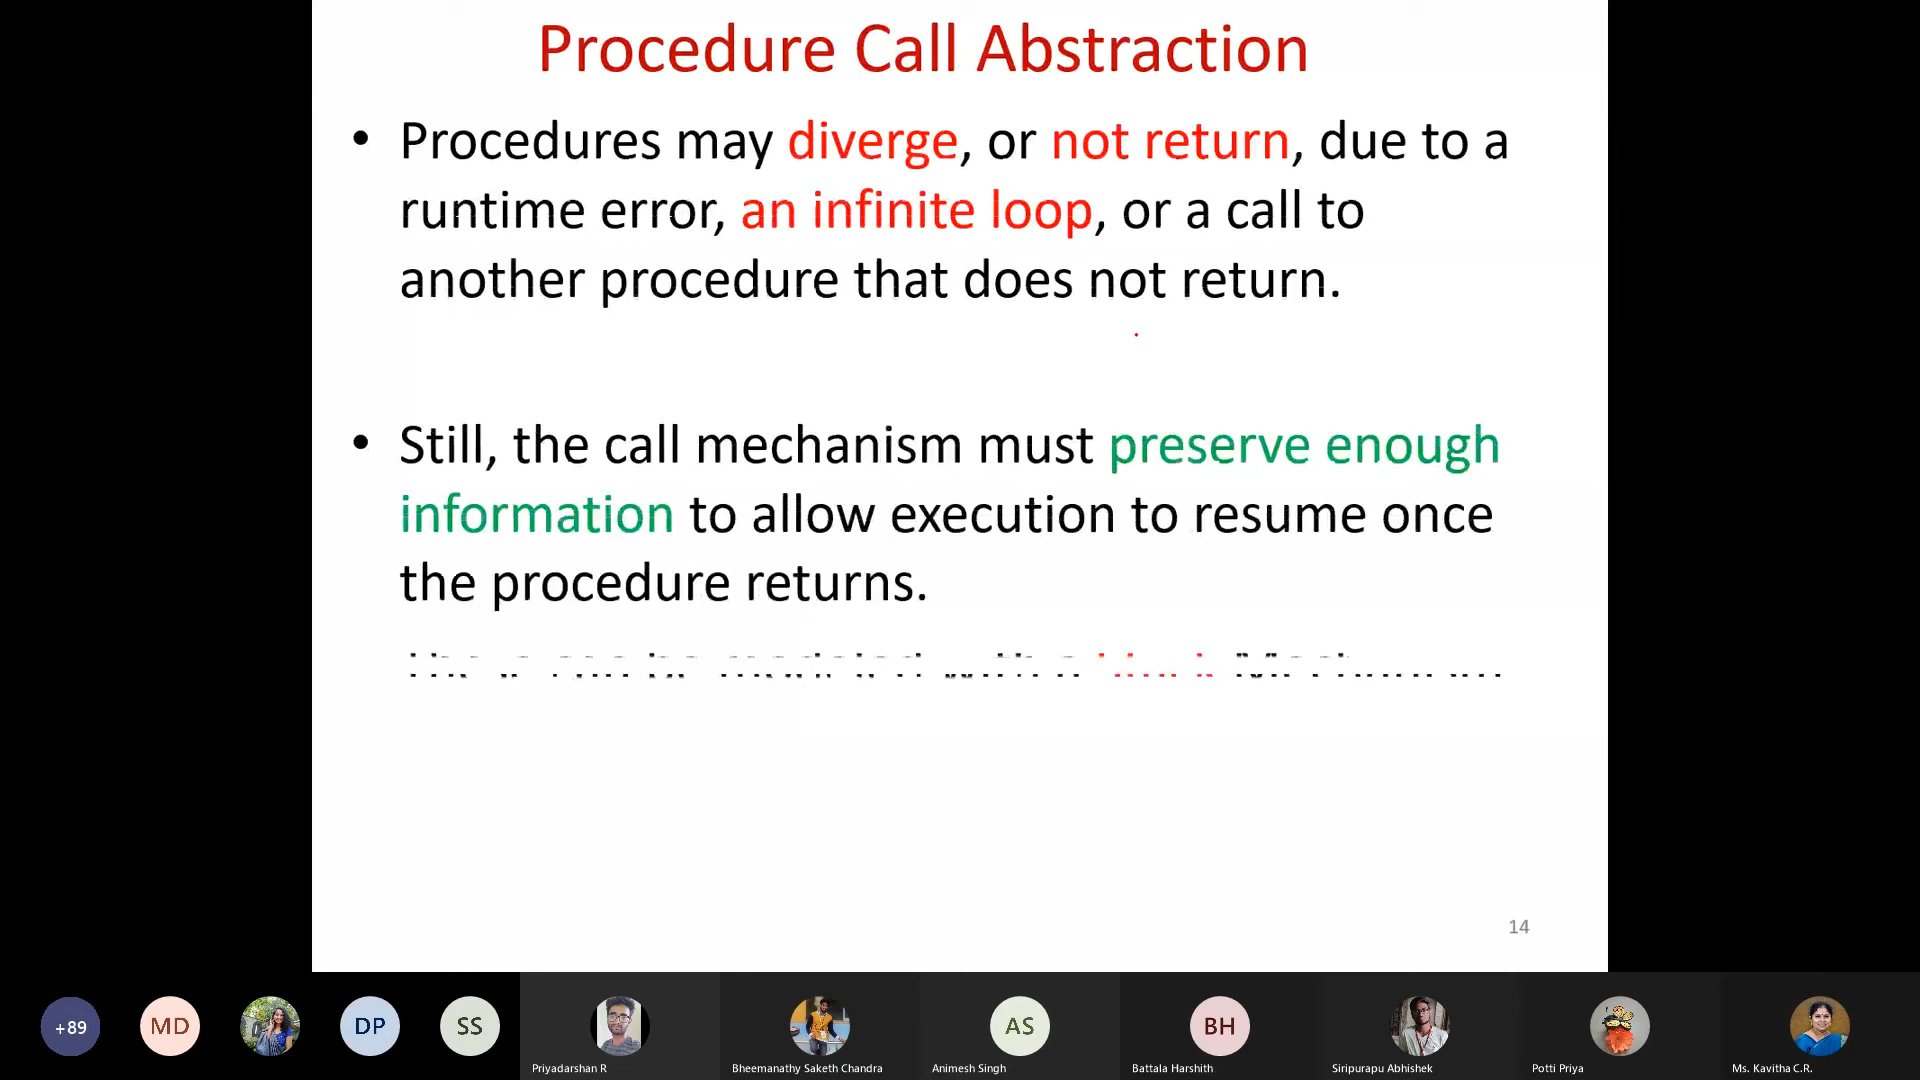 Procedure Call Abstraction
• Procedures may diverge, or not return, due to a
runtime error, an infinite loop, or a call to
another procedure that does not return.
• Still, the call mechanism must preserve enough
information to allow execution to resume once
the procedure returns.
14
+89
MD
DP
SS
AS
BH
Priyadarshan R
Bheemanathy Saketh Chandra
Animesh Singh
Battala Harshith
Siripurapu Abhishek
Potti Priya
Ms. Kavitha C.R.